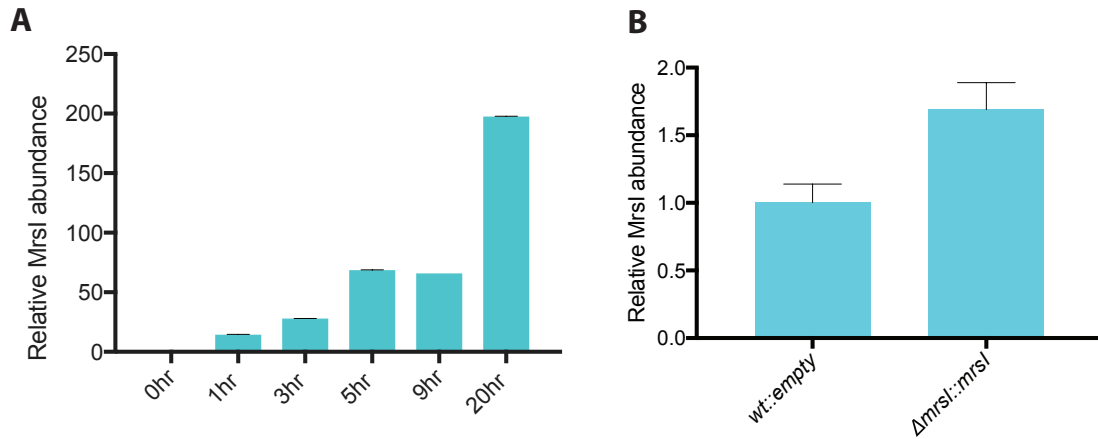 A
Relative MrsI abundance
250
200
150
100
50
0
0hr
1hr
3hr
5hr
9hr
20hr
B
Relative MrsI abundance
2.0
1.5
1.0
0.5
0.0
wt::empty
ΔmrsI::mrsI